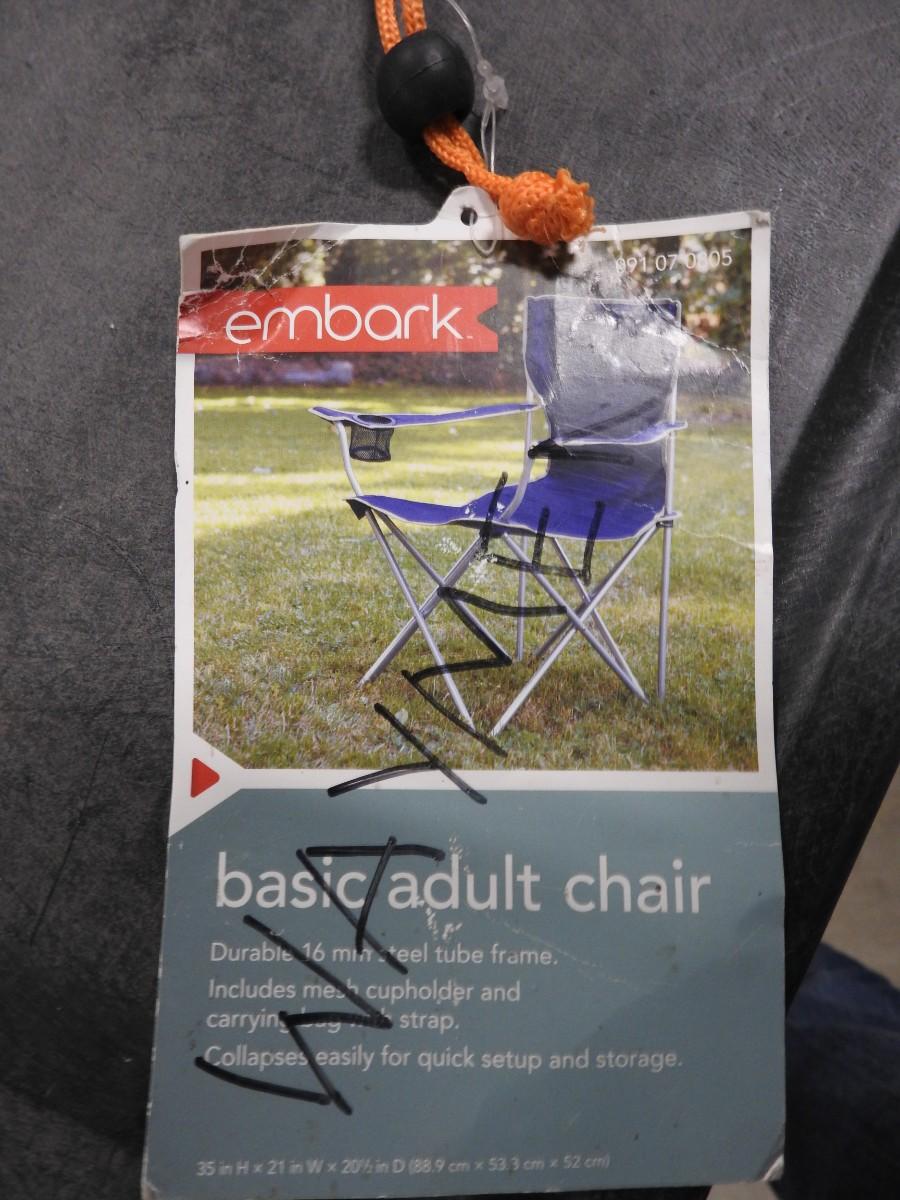 091 07 0305
embark
basic adult chair
Durable 16 mm steel tube frame.
Includes mesh cupholder and
carrying bag with strap.
Collapses easily for quick setup and storage.
35 in H × 21 in W × 20½ in D (88.9 cm × 53.3 cm × 52 cm)
WAYNE